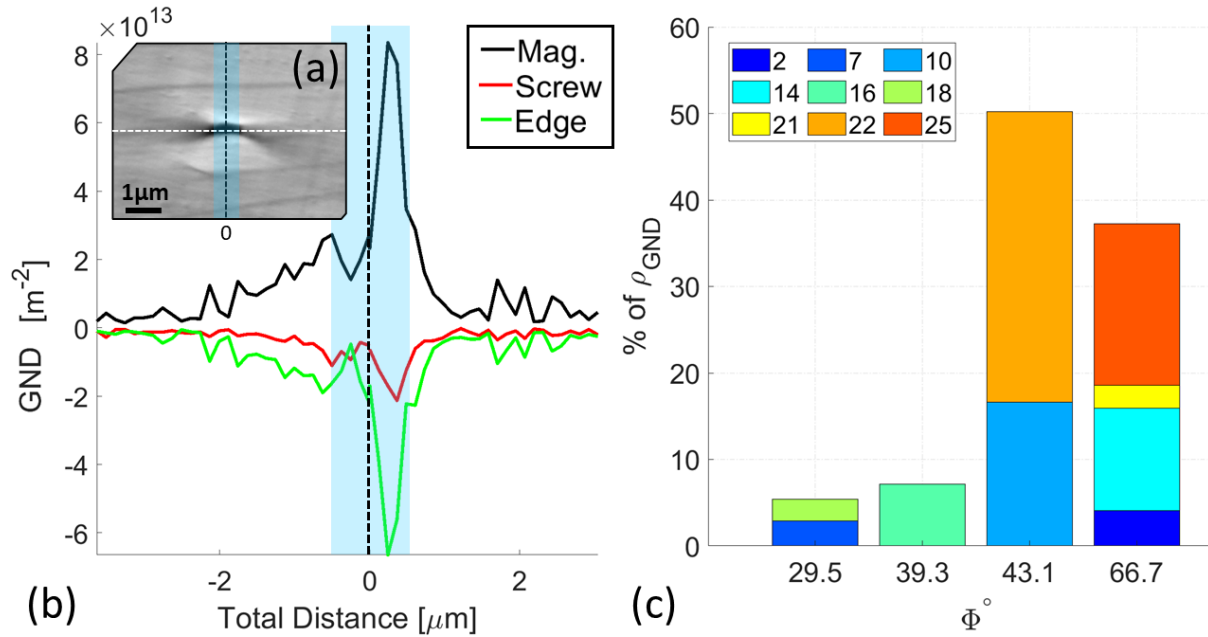 ×10^13
8
6
4
2
0
-2
-4
-6
GND [m^-2]
(a)
1μm
0
Mag.
Screw
Edge
-2
0
2
Total Distance [μm]
(b)
60
50
40
30
20
10
0
% of ρ_GND
2 7 10
14 16 18
21 22 25
29.5 39.3 43.1 66.7
Φ°
(c)